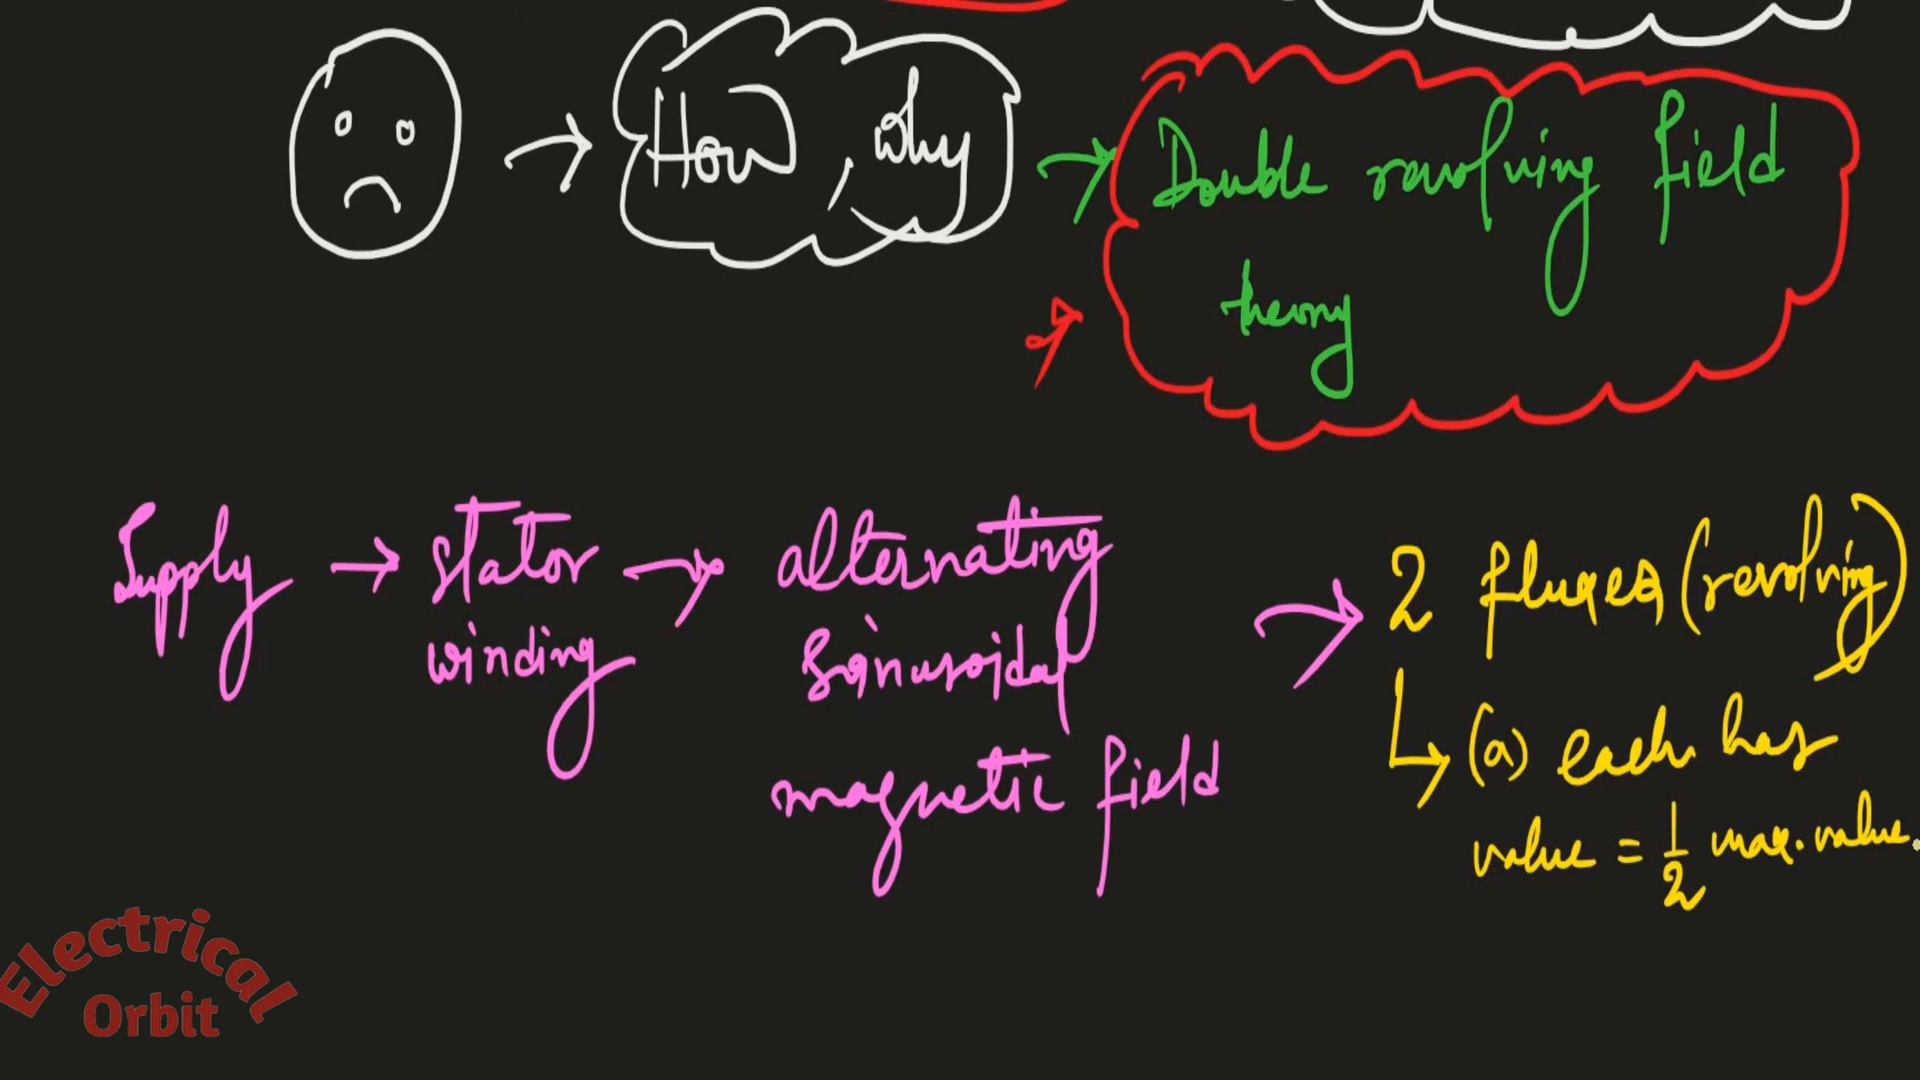 How, why
Double revolving field
theory
Supply → stator → alternating
winding
sinusoidal
magnetic field
→ 2 fluxes (revolving)
↳ (a) each has
value = 1/2 max. value
Electrical
Orbit